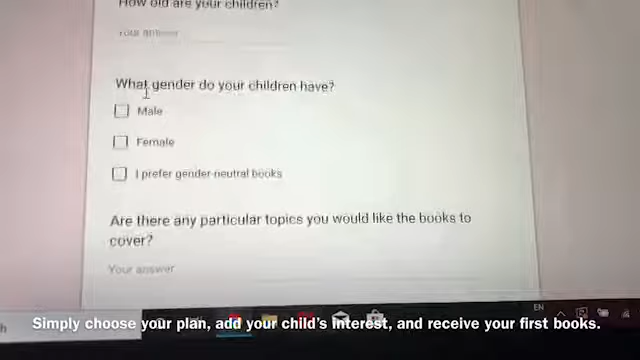 How old are your children?
Your answer
What gender do your children have?
Male
Female
I prefer gender-neutral books
Are there any particular topics you would like the books to
cover?
Your answer
EN
h
Simply choose your plan, add your child's interest, and receive your first books.